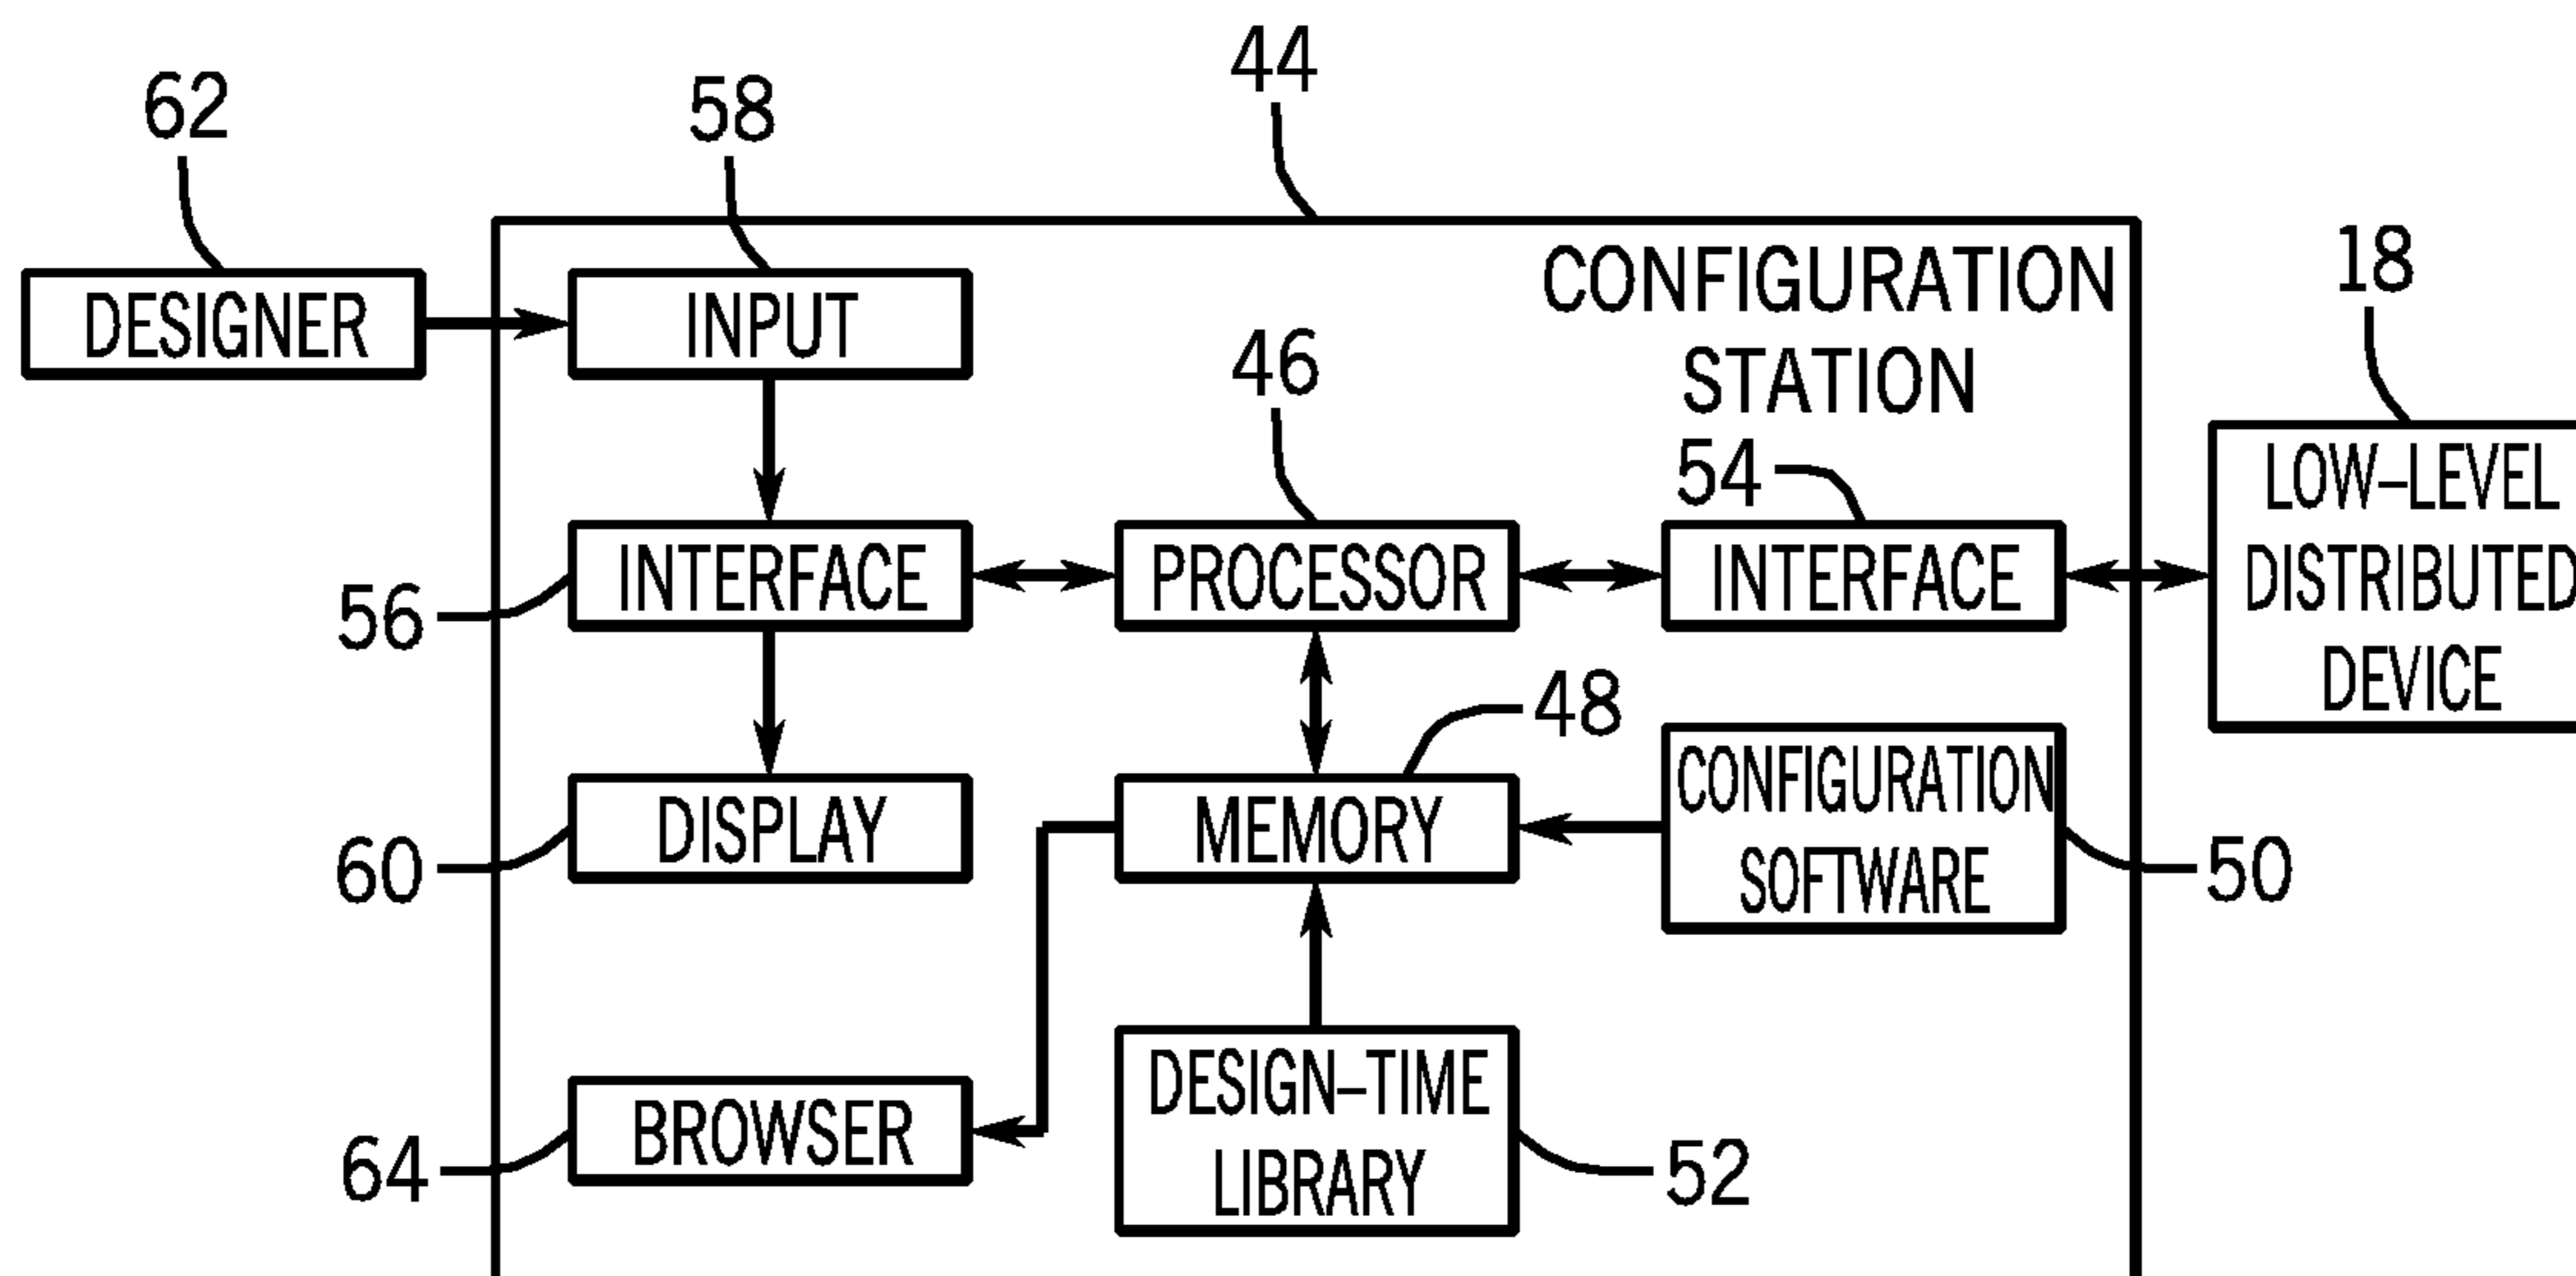 44
62
58
DESIGNER
INPUT
CONFIGURATION
STATION
18
46
54
LOW–LEVEL
DISTRIBUTED
DEVICE
INTERFACE
PROCESSOR
INTERFACE
56
48
DISPLAY
MEMORY
CONFIGURATION
SOFTWARE
60
50
BROWSER
DESIGN–TIME
LIBRARY
64
52